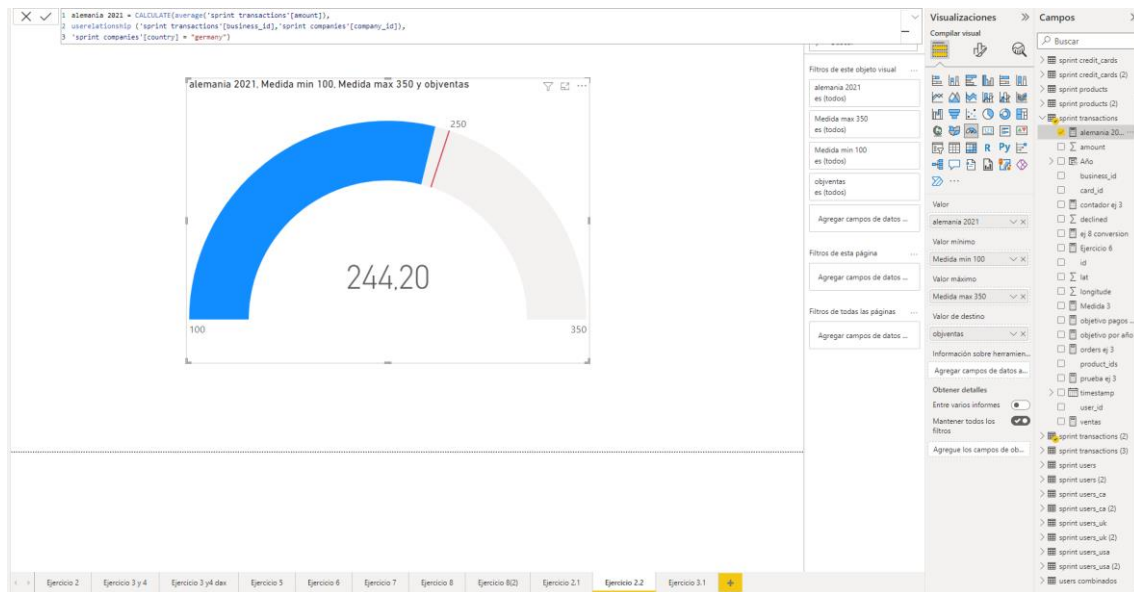 1 alemania 2021 = CALCULATE(average('sprint transactions'[amount]),
2 userelationship ('sprint transactions'[business_id],'sprint companies'[company_id]),
3 'sprint companies'[country] = "germany")
alemania 2021, Medida min 100, Medida max 350 y objventas
250
244,20
100
350
Filtros de este objeto visual
alemania 2021
es (todos)
Medida max 350
es (todos)
Medida min 100
es (todos)
objventas
es (todos)
Agregar campos de datos ...
Filtros de esta página
Agregar campos de datos ...
Filtros de todas las páginas
Agregar campos de datos ...
Visualizaciones
Compilar visual
R Py
Valor
alemania 2021
Valor mínimo
Medida min 100
Valor máximo
Medida max 350
Valor de destino
objventas
Información sobre herramien...
Agregar campos de datos a...
Obtener detalles
Entre varios informes
Mantener todos los
filtros
Agregue los campos de ob...
Campos
Buscar
sprint credit_cards
sprint credit_cards (2)
sprint products
sprint products (2)
sprint transactions
alemania 20...
amount
Año
business_id
card_id
contador ej 3
declined
ej 8 conversion
Ejercicio 6
id
lat
longitude
Medida 3
objetivo pagos ...
objetivo por año
orders ej 3
product_ids
prueba ej 3
timestamp
user_id
ventas
sprint transactions (2)
sprint transactions (3)
sprint users
sprint users (2)
sprint users_ca
sprint users_ca (2)
sprint users_uk
sprint users_uk (2)
sprint users_usa
sprint users_usa (2)
users combinados
Ejercicio 2
Ejercicio 3 y 4
Ejercicio 3 y4 dax
Ejercicio 5
Ejercicio 6
Ejercicio 7
Ejercicio 8
Ejercicio 8(2)
Ejercicio 2.1
Ejercicio 2.2
Ejercicio 3.1